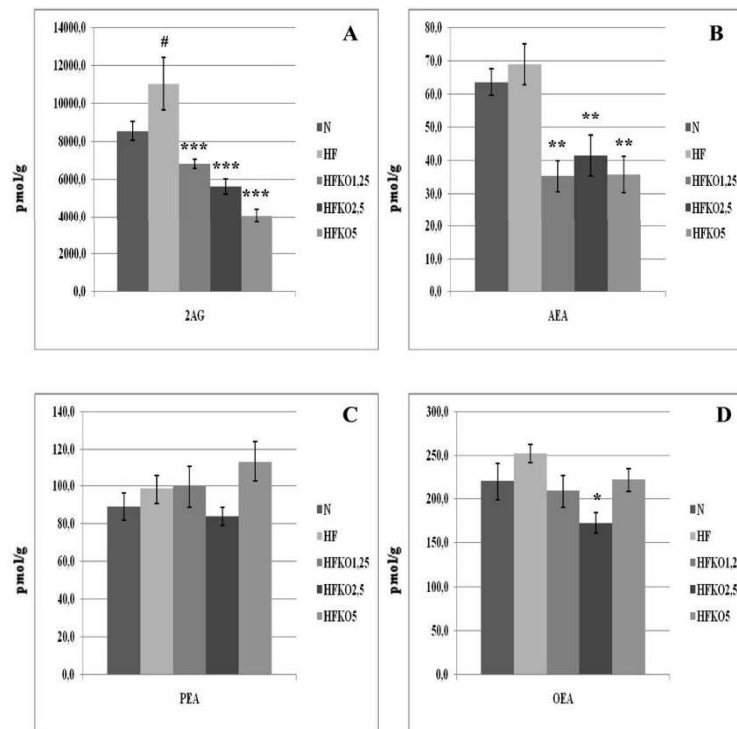 A
pmol/g
14000,0
12000,0
10000,0
8000,0
6000,0
4000,0
2000,0
0,0
#
***
***
***
2AG
N
HF
HFKO1,25
HFKO2,5
HFKO5
B
pmol/g
80,0
70,0
60,0
50,0
40,0
30,0
20,0
10,0
0,0
**
**
**
AEA
N
HF
HFKO1,25
HFKO2,5
HFKO5
C
pmol/g
140,0
120,0
100,0
80,0
60,0
40,0
20,0
0,0
PEA
N
HF
HFKO1,25
HFKO2,5
HFKO5
D
pmol/g
300,0
250,0
200,0
150,0
100,0
50,0
0,0
*
OEA
N
HF
HFKO1,2
HFKO2,5
HFKO5